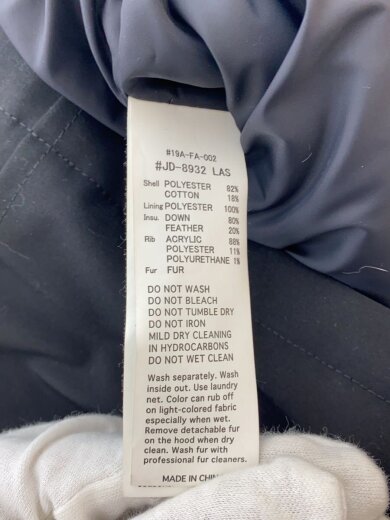 #19A-FA-002
#JD-8932 LAS
Shell POLYESTER 82%
COTTON 18%
Lining POLYESTER 100%
Insu. DOWN 80%
FEATHER 20%
Rib ACRYLIC 88%
POLYESTER 11%
POLYURETHANE 1%
Fur FUR
DO NOT WASH
DO NOT BLEACH
DO NOT TUMBLE DRY
DO NOT IRON
MILD DRY CLEANING
IN HYDROCARBONS
DO NOT WET CLEAN
Wash separately. Wash
inside out. Use laundry
net. Color can rub off
on light-colored fabric
especially when wet.
Remove detachable fur
on the hood when dry
clean. Wash fur with
professional fur cleaners.
MADE IN CHINA